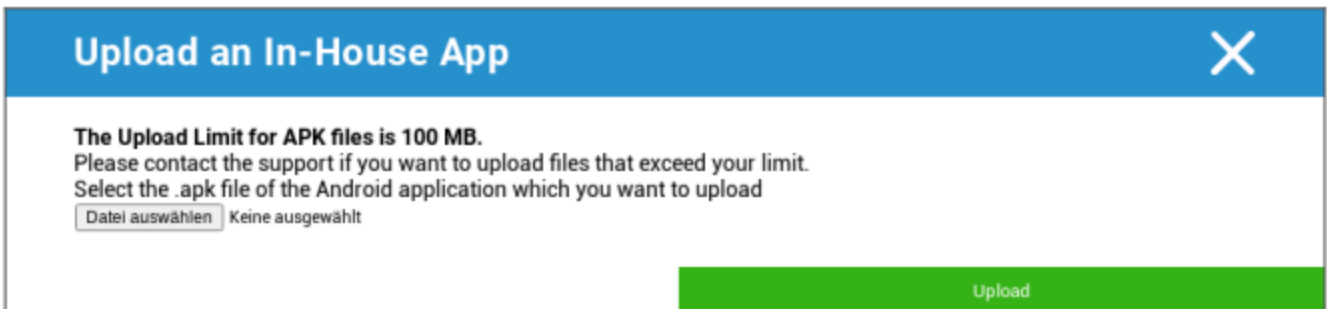 Upload an In-House App
The Upload Limit for APK files is 100 MB.
Please contact the support if you want to upload files that exceed your limit.
Select the .apk file of the Android application which you want to upload
Datei auswählen Keine ausgewählt
Upload